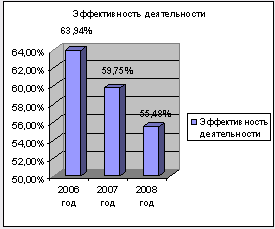 Эффективность деятельности
63,94%
59,75%
55,48%
64,00%
62,00%
60,00%
58,00%
56,00%
54,00%
52,00%
50,00%
2006
год
2007
год
2008
год
Эффективность
деятельности